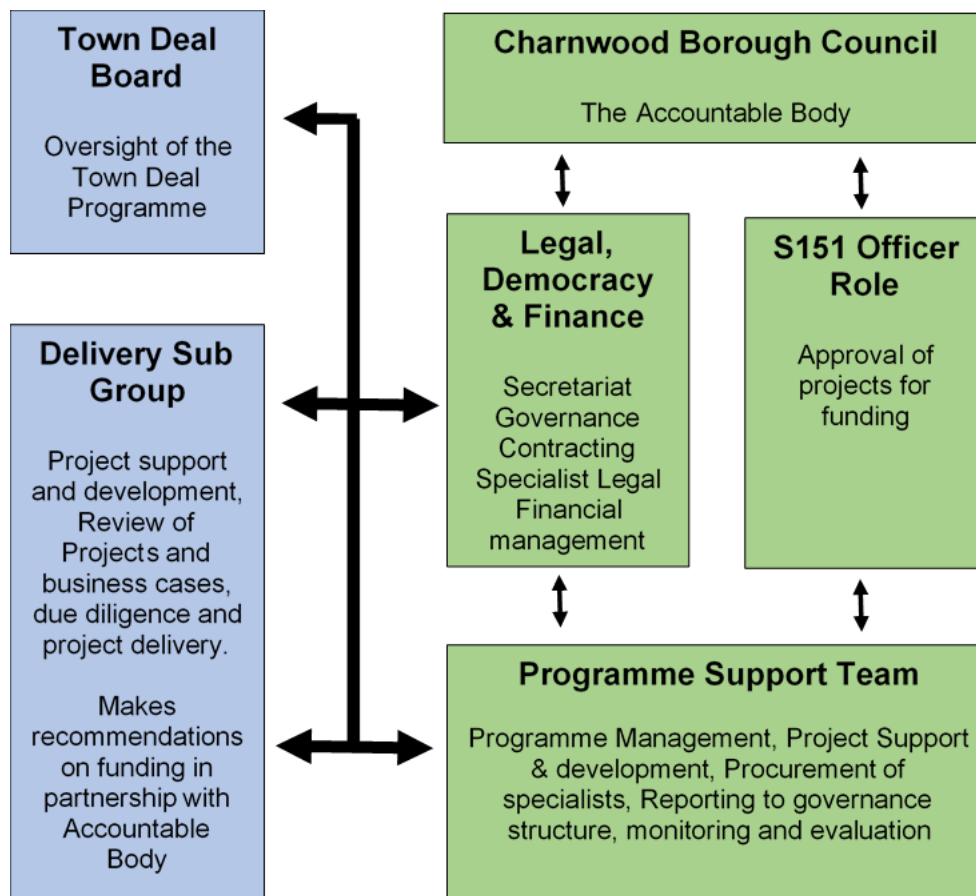 Town Deal
Board
Oversight of the
Town Deal
Programme
Charnwood Borough Council
The Accountable Body
Legal,
Democracy
& Finance
Secretariat
Governance
Contracting
Specialist Legal
Financial
management
S151 Officer
Role
Approval of
projects for
funding
Delivery Sub
Group
Project support
and development,
Review of
Projects and
business cases,
due diligence and
project delivery.
Makes
recommendations
on funding in
partnership with
Accountable
Body
Programme Support Team
Programme Management, Project Support
& development, Procurement of
specialists, Reporting to governance
structure, monitoring and evaluation